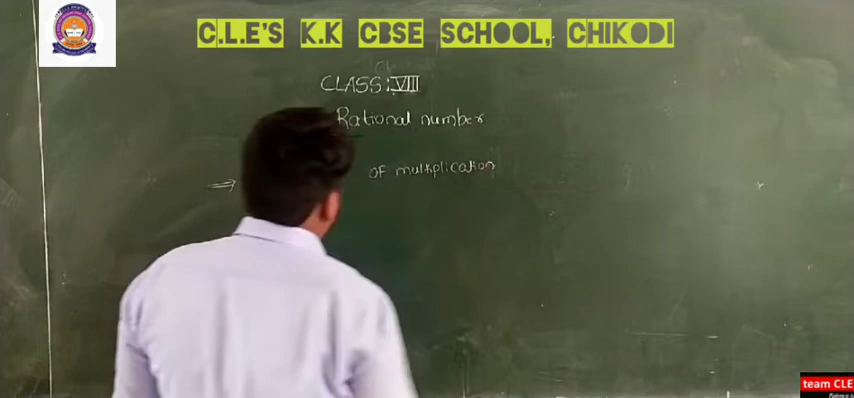 C.L.E'S K.K CBSE SCHOOL, CHIKODI
CLASS: VIII
Rational number
⇒ OF multiplication
team CLE